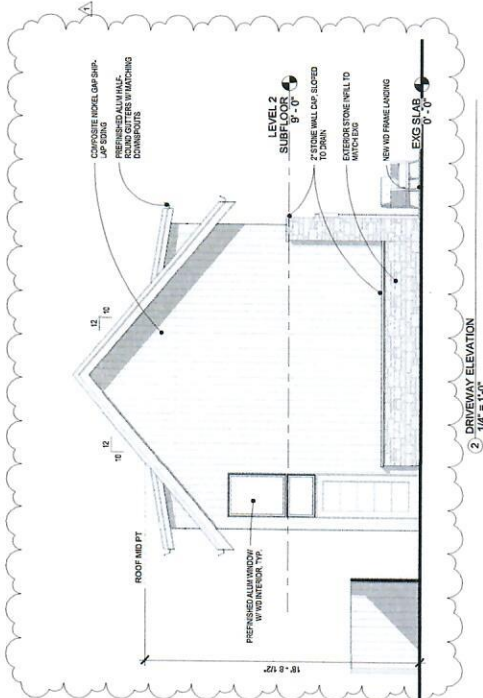 1
COMPOSITE NICKEL GAP SHIP-
LAP SIDING
PREFINISHED ALUM HALF-
ROUND GUTTERS W/ MATCHING
DOWNSPOUTS
LEVEL 2
SUBFLOOR
9' - 0"
2" STONE WALL CAP, SLOPED
TO DRAIN
EXTERIOR STONE INFILL TO
MATCH EXG
NEW WD FRAME LANDING
EXG SLAB
0' - 0"
12
10
12
10
ROOF MID PT
PREFINISHED ALUM WINDOW
W/ WD INTERIOR, TYP.
18' - 8 1/2"
2 DRIVEWAY ELEVATION
1/4" = 1'-0"